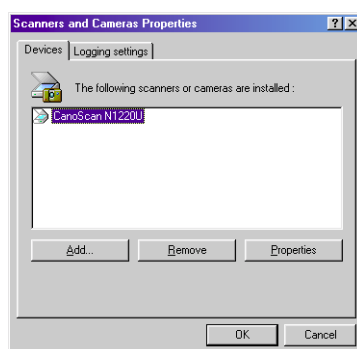 Scanners and Cameras Properties
Devices Logging settings
The following scanners or cameras are installed :
CanoScan N1220U
Add... Remove Properties
OK Cancel